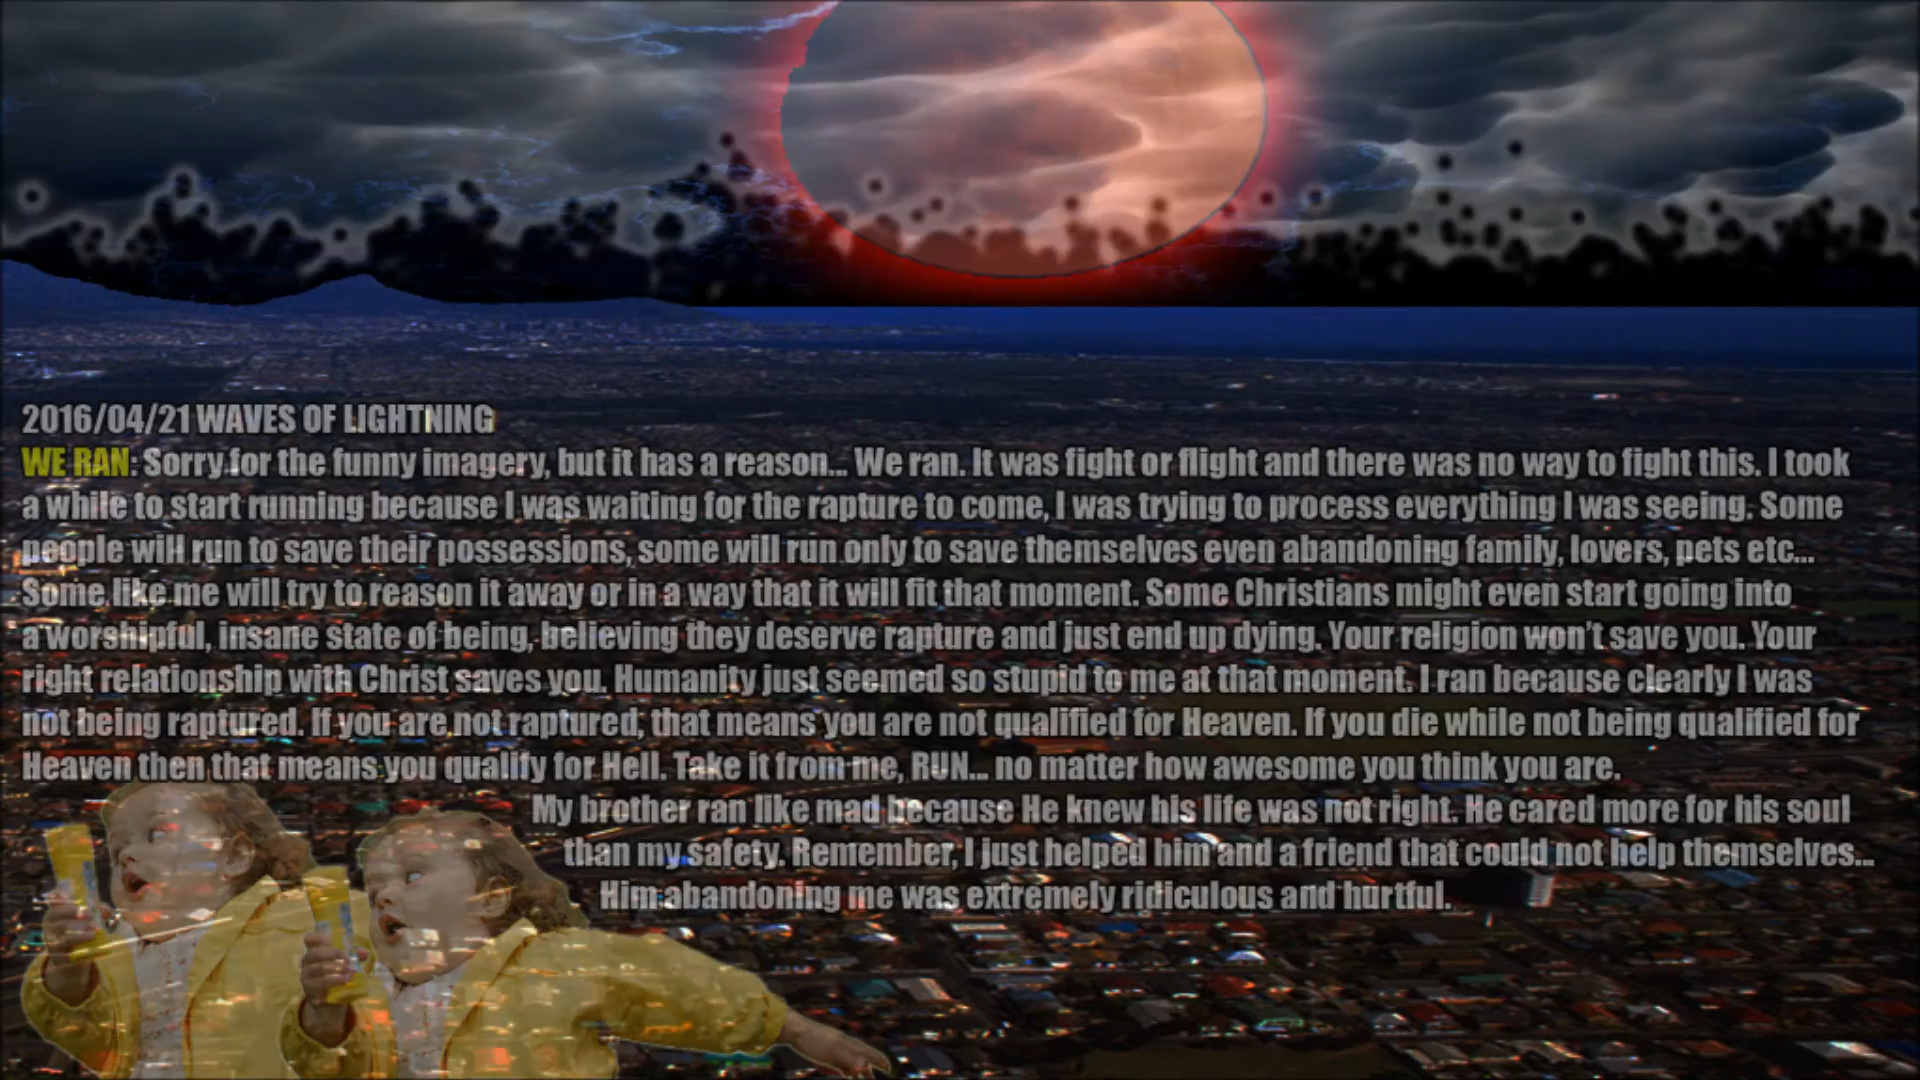 2016/04/21 WAVES OF LIGHTNING
WE RAN: Sorry for the funny imagery, but it has a reason... We ran. It was fight or flight and there was no way to fight this. I took
a while to start running because I was waiting for the rapture to come, I was trying to process everything I was seeing. Some
people will run to save their possessions, some will run only to save themselves even abandoning family, lovers, pets etc...
Some like me will try to reason it away or in a way that it will fit that moment. Some Christians might even start going into
a worshipful, insane state of being, believing they deserve rapture and just end up dying. Your religion won't save you. Your
right relationship with Christ saves you. Humanity just seemed so stupid to me at that moment. I ran because clearly I was
not being raptured. If you are not raptured, that means you are not qualified for Heaven. If you die while not being qualified for
Heaven then that means you qualify for Hell. Take it from me, RUN... no matter how awesome you think you are.
My brother ran like mad because He knew his life was not right. He cared more for his soul
than my safety. Remember, I just helped him and a friend that could not help themselves...
Him abandoning me was extremely ridiculous and hurtful.